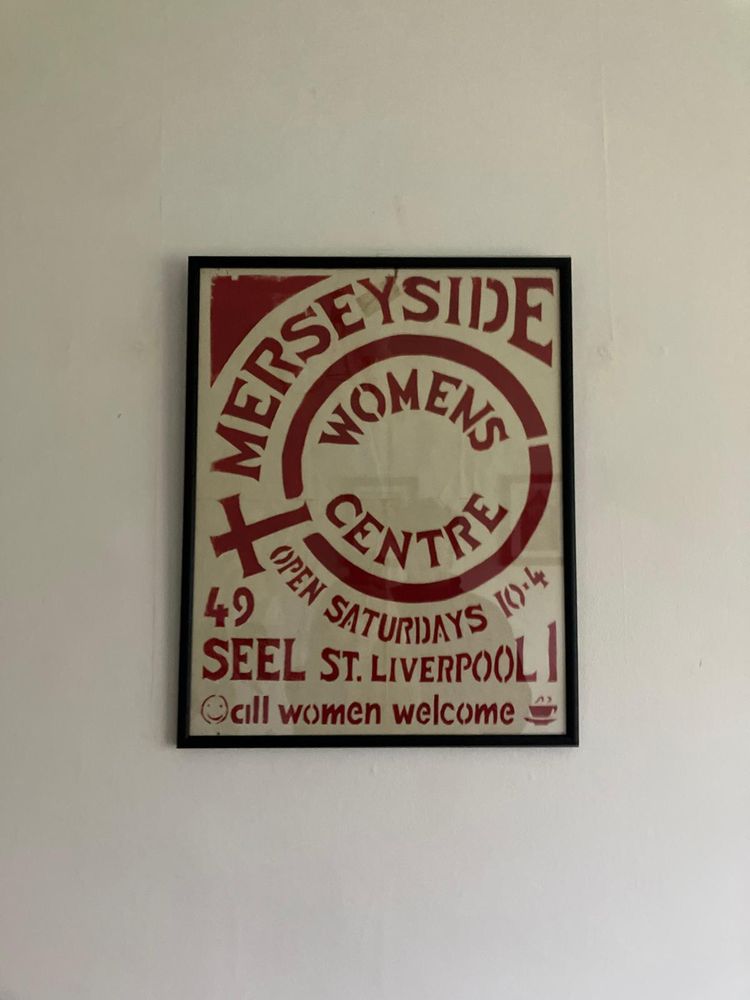 MERSEYSIDE
WOMENS
CENTRE
OPEN SATURDAYS 10-4
49
SEEL ST. LIVERPOOL 1
all women welcome